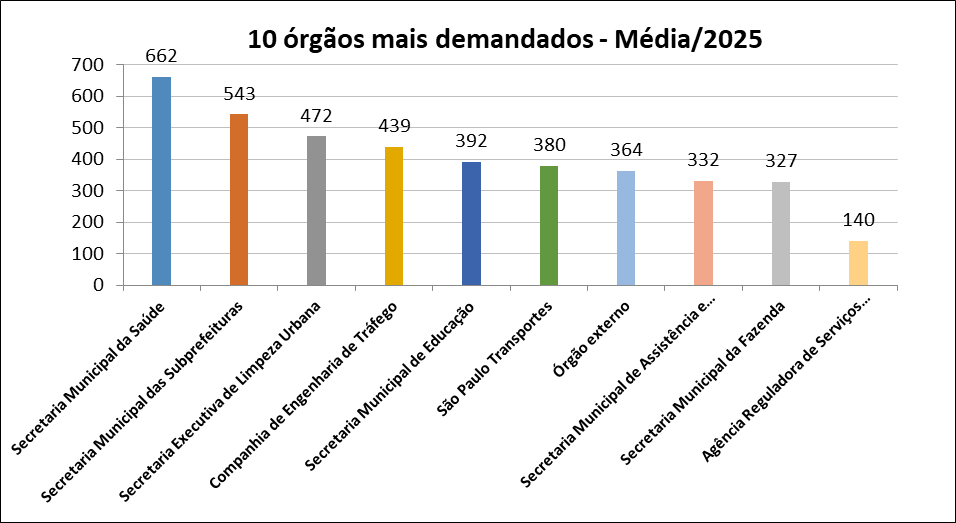 10 órgãos mais demandados - Média/2025
700
600
500
400
300
200
100
0
662
543
472
439
392
380
364
332
327
140
Secretaria Municipal da Saúde
Secretaria Municipal das Subprefeituras
Secretaria Executiva de Limpeza Urbana
Companhia de Engenharia de Tráfego
Secretaria Municipal de Educação
São Paulo Transportes
Órgão externo
Secretaria Municipal de Assistência e...
Secretaria Municipal da Fazenda
Agência Reguladora de Serviços...